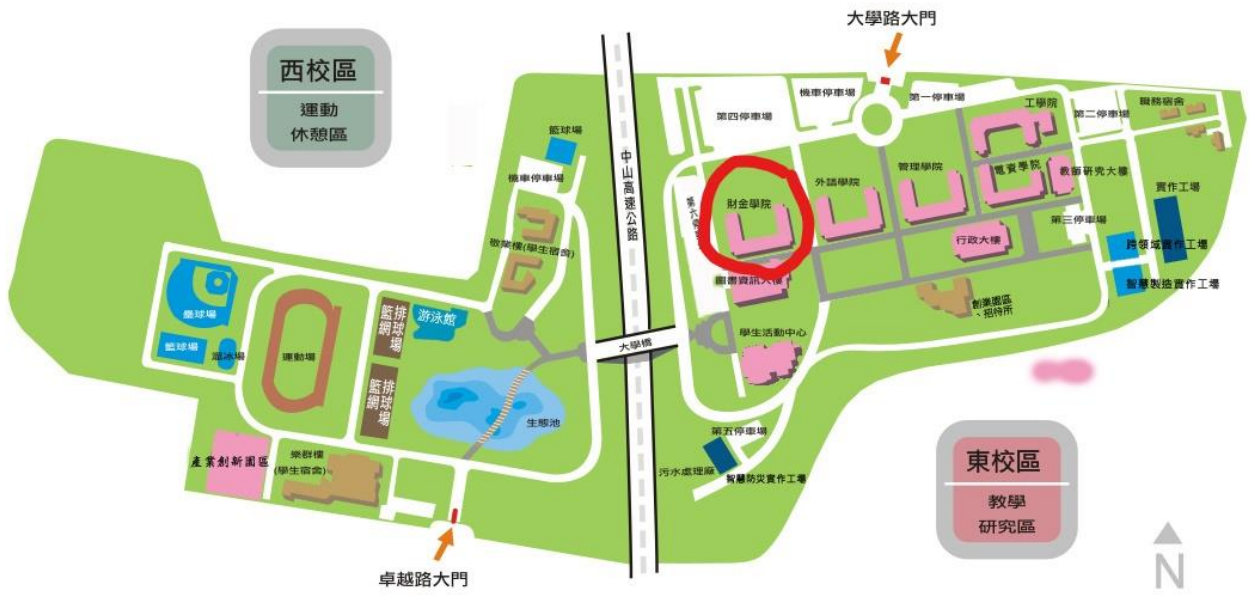 大學路大門
西校區
運動
休憩區
籃球場
機車停車場
敬業樓(學生宿舍)
中山高速公路
機車停車場
第一停車場
第四停車場
工學院
第二停車場
職務宿舍
財金學院
外語學院
管理學院
電資學院
教師研究大樓
實作工場
第三停車場
行政大樓
跨領域實作工場
智慧製造實作工場
圖書資訊大樓
創業園區
、招待所
壘球場
籃球場
溜冰場
運動場
排球場
籃網
游泳館
大學橋
學生活動中心
排球場
籃網
生態池
第五停車場
污水處理廠
智慧防災實作工場
產業創新園區
樂群樓
(學生宿舍)
東校區
教學
研究區
卓越路大門
N